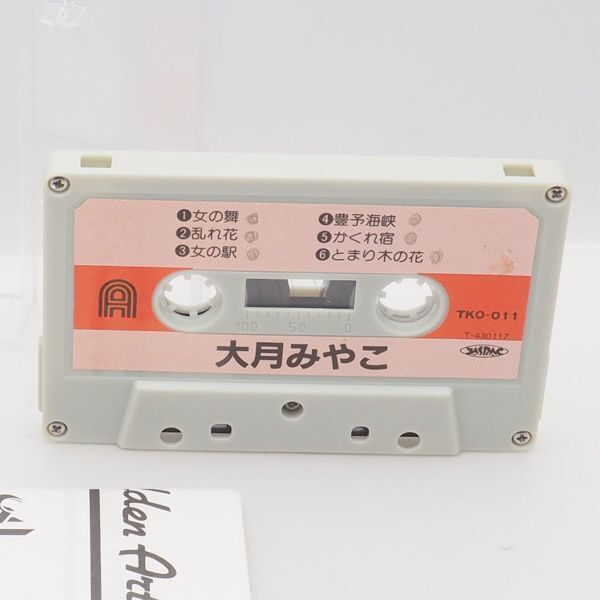 ❶女の舞
❷乱れ花
❸女の駅
❹豊予海峡
❺かくれ宿
❻とまり木の花
100 50 0
TKO-011
T-430117
JASRAC
大月みやこ
lden Arti